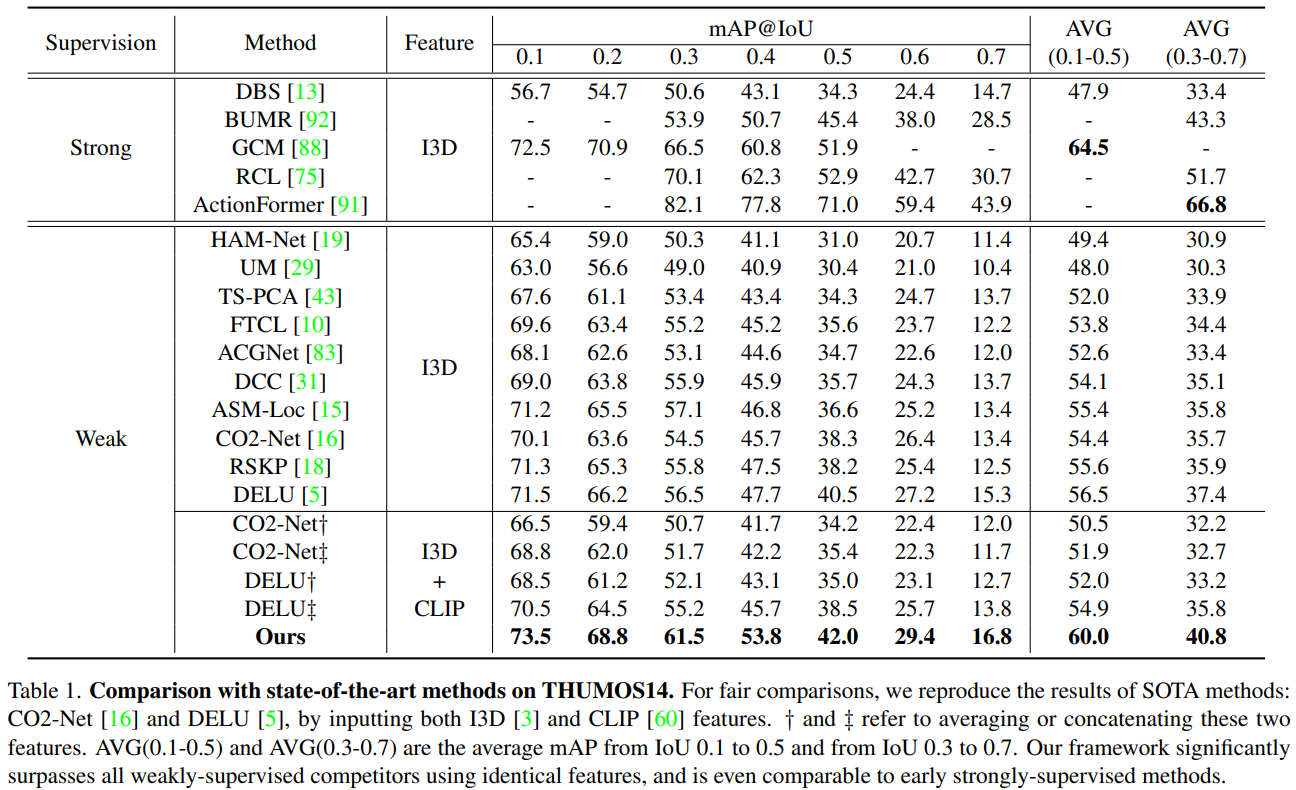 Supervision Method Feature mAP@IoU AVG (0.1-0.5) AVG (0.3-0.7)
0.1 0.2 0.3 0.4 0.5 0.6 0.7
Strong I3D
DBS [13] 56.7 54.7 50.6 43.1 34.3 24.4 14.7 47.9 33.4
BUMR [92] - - 53.9 50.7 45.4 38.0 28.5 - 43.3
GCM [88] 72.5 70.9 66.5 60.8 51.9 - - 64.5 -
RCL [75] - - 70.1 62.3 52.9 42.7 30.7 - 51.7
ActionFormer [91] - - 82.1 77.8 71.0 59.4 43.9 - 66.8
Weak I3D
HAM-Net [19] 65.4 59.0 50.3 41.1 31.0 20.7 11.4 49.4 30.9
UM [29] 63.0 56.6 49.0 40.9 30.4 21.0 10.4 48.0 30.3
TS-PCA [43] 67.6 61.1 53.4 43.4 34.3 24.7 13.7 52.0 33.9
FTCL [10] 69.6 63.4 55.2 45.2 35.6 23.7 12.2 53.8 34.4
ACGNet [83] 68.1 62.6 53.1 44.6 34.7 22.6 12.0 52.6 33.4
DCC [31] 69.0 63.8 55.9 45.9 35.7 24.3 13.7 54.1 35.1
ASM-Loc [15] 71.2 65.5 57.1 46.8 36.6 25.2 13.4 55.4 35.8
CO2-Net [16] 70.1 63.6 54.5 45.7 38.3 26.4 13.4 54.4 35.7
RSKP [18] 71.3 65.3 55.8 47.5 38.2 25.4 12.5 55.6 35.9
DELU [5] 71.5 66.2 56.5 47.7 40.5 27.2 15.3 56.5 37.4
CO2-Net† 66.5 59.4 50.7 41.7 34.2 22.4 12.0 50.5 32.2
CO2-Net‡ I3D 68.8 62.0 51.7 42.2 35.4 22.3 11.7 51.9 32.7
DELU† + 68.5 61.2 52.1 43.1 35.0 23.1 12.7 52.0 33.2
DELU‡ CLIP 70.5 64.5 55.2 45.7 38.5 25.7 13.8 54.9 35.8
Ours 73.5 68.8 61.5 53.8 42.0 29.4 16.8 60.0 40.8
Table 1. Comparison with state-of-the-art methods on THUMOS14. For fair comparisons, we reproduce the results of SOTA methods:
CO2-Net [16] and DELU [5], by inputting both I3D [3] and CLIP [60] features. † and ‡ refer to averaging or concatenating these two
features. AVG(0.1-0.5) and AVG(0.3-0.7) are the average mAP from IoU 0.1 to 0.5 and from IoU 0.3 to 0.7. Our framework significantly
surpasses all weakly-supervised competitors using identical features, and is even comparable to early strongly-supervised methods.